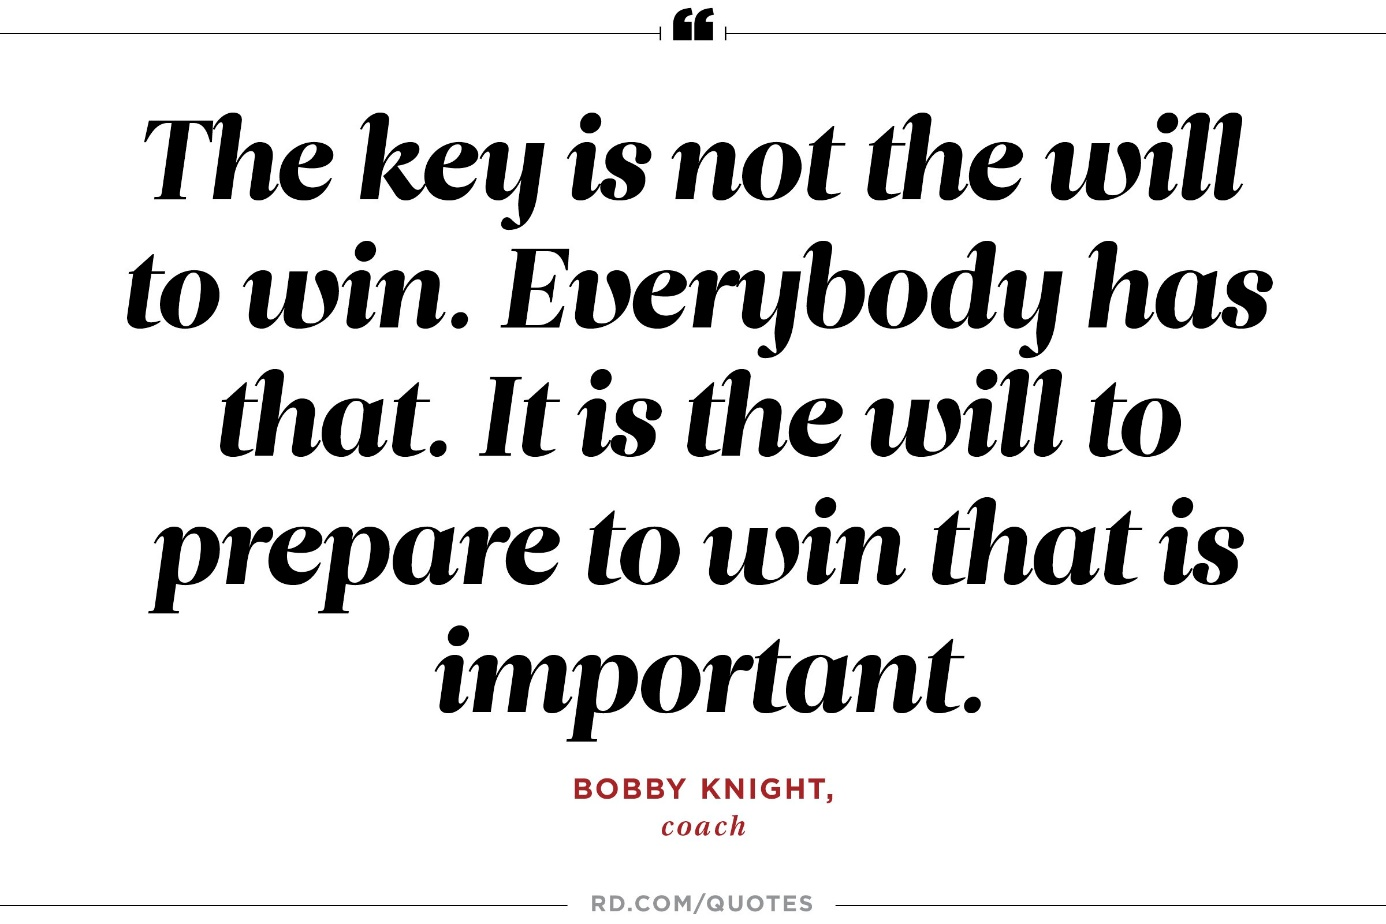 “
The key is not the will
to win. Everybody has
that. It is the will to
prepare to win that is
important.
BOBBY KNIGHT,
coach
RD.COM/QUOTES